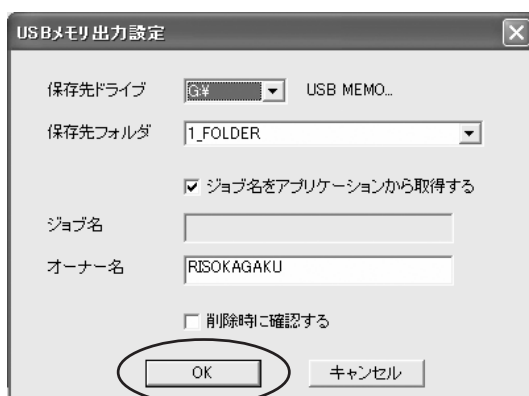 USBメモリ出力設定
保存先ドライブ G:¥ USB MEMO...
保存先フォルダ 1_FOLDER
ジョブ名をアプリケーションから取得する
ジョブ名
オーナー名 RISOKAGAKU
削除時に確認する
OK キャンセル